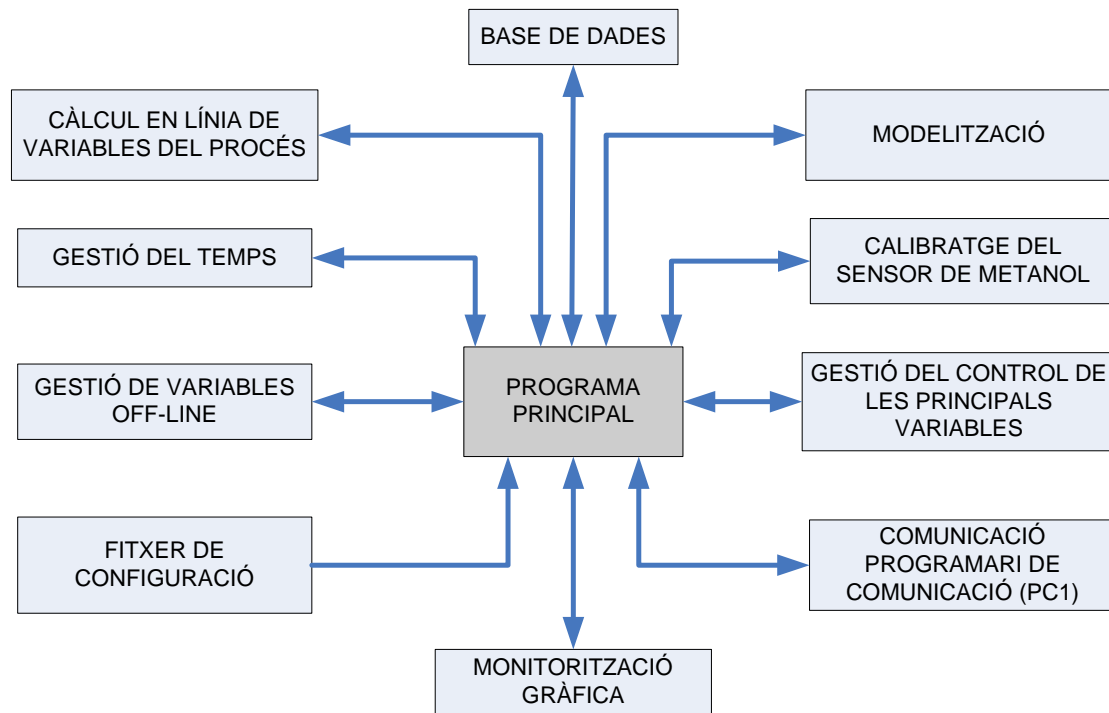 BASE DE DADES
CÀLCUL EN LÍNIA DE
VARIABLES DEL PROCÉS
MODELITZACIÓ
GESTIÓ DEL TEMPS
CALIBRATGE DEL
SENSOR DE METANOL
GESTIÓ DE VARIABLES
OFF-LINE
PROGRAMA
PRINCIPAL
GESTIÓ DEL CONTROL DE
LES PRINCIPALS
VARIABLES
FITXER DE
CONFIGURACIÓ
COMUNICACIÓ
PROGRAMARI DE
COMUNICACIÓ (PC1)
MONITORITZACIÓ
GRÀFICA